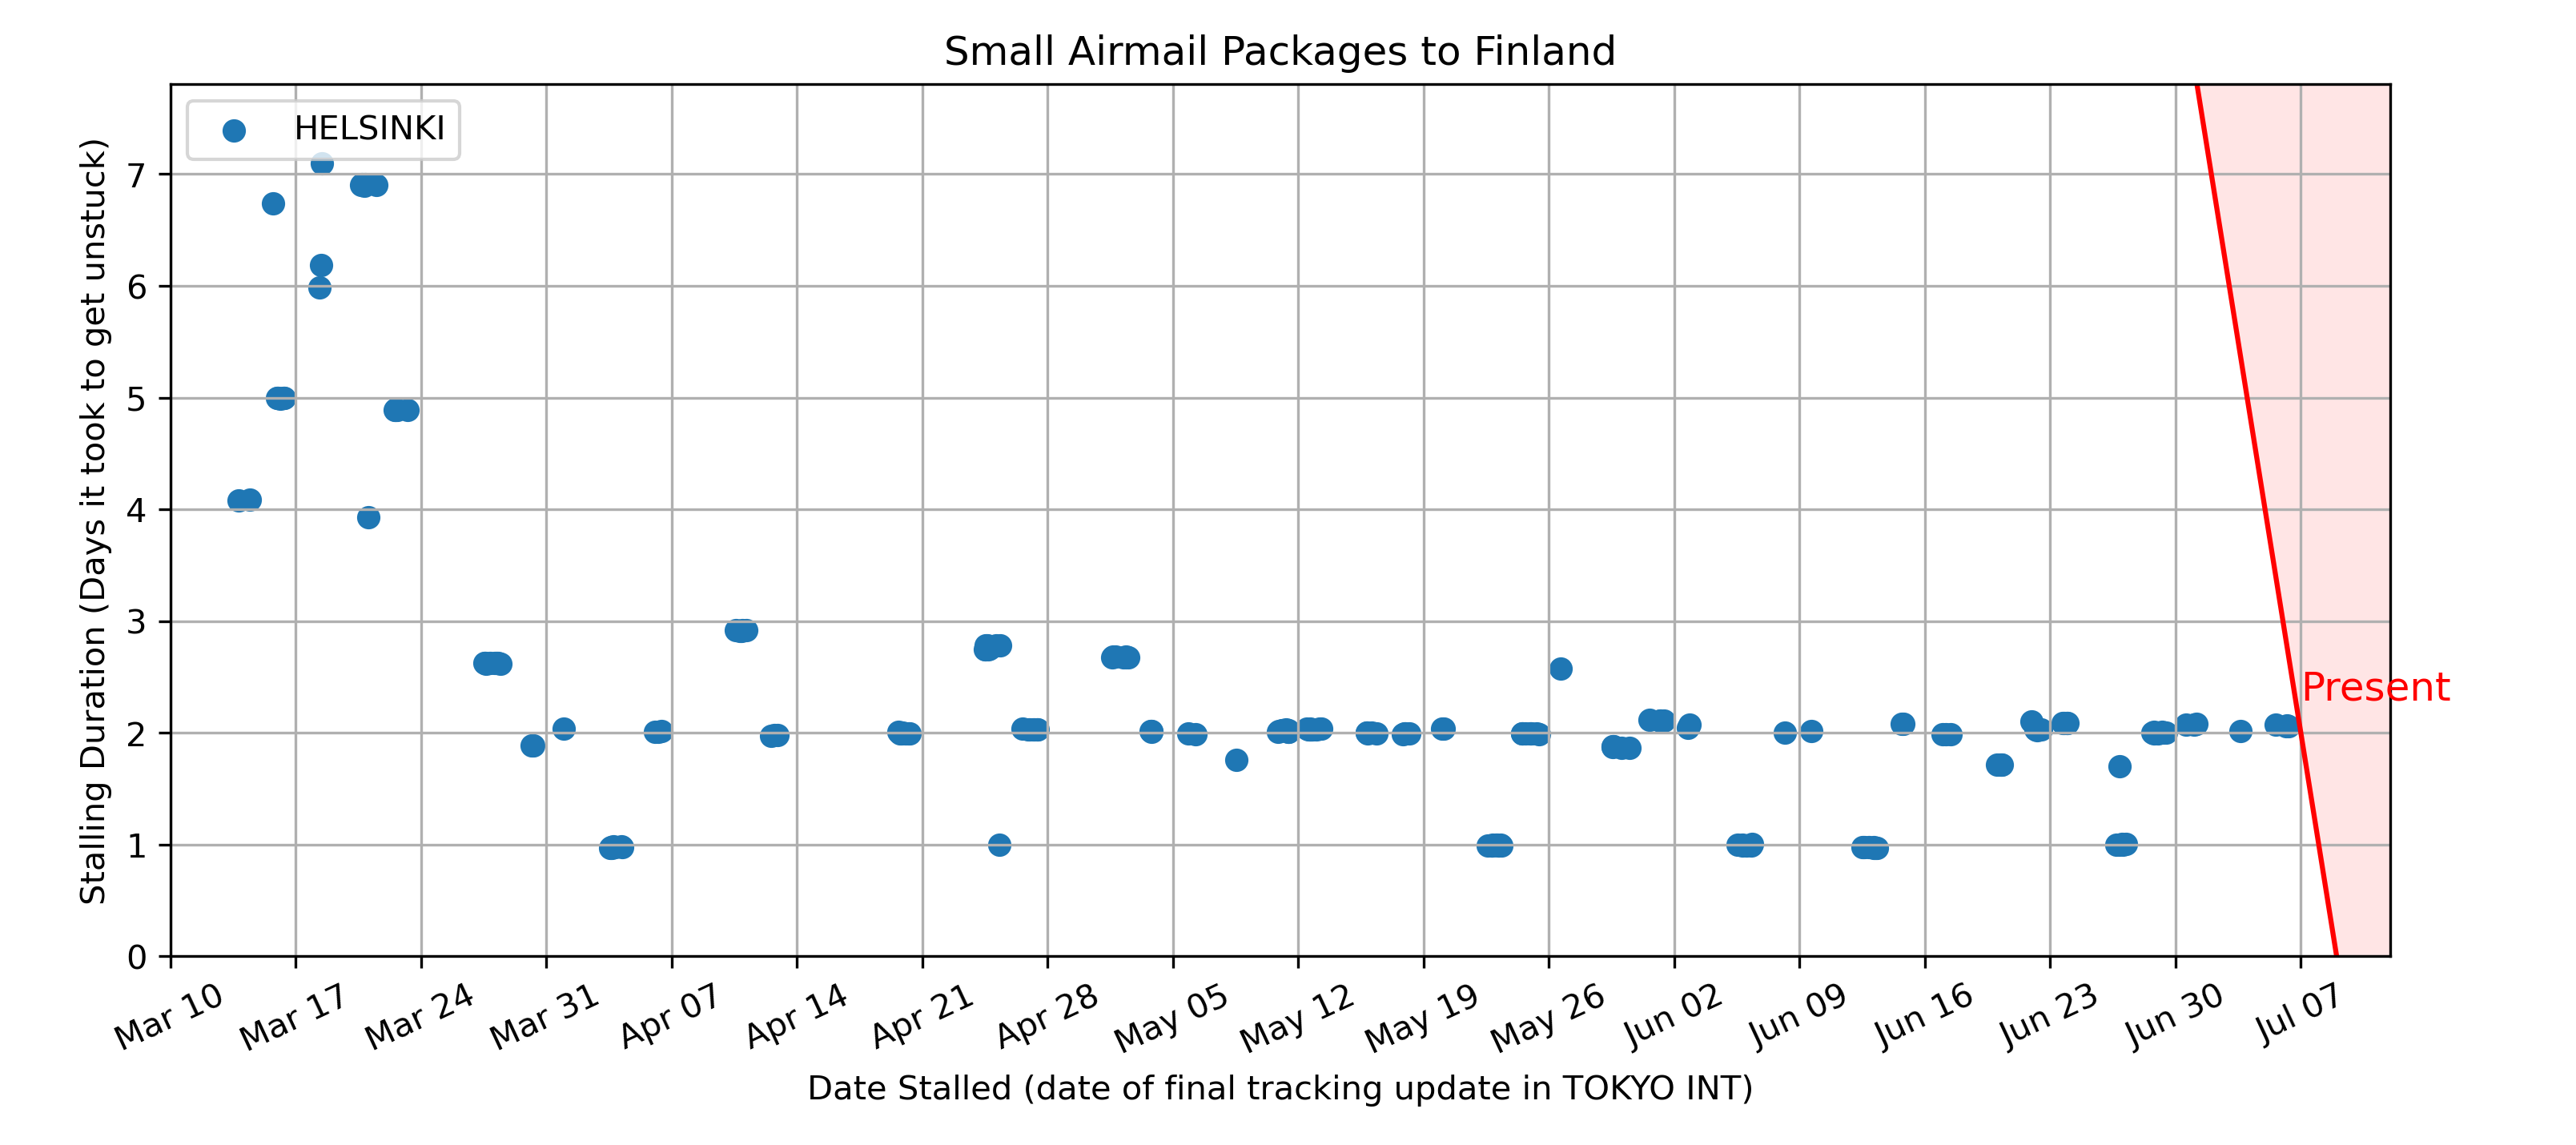 Small Airmail Packages to Finland
HELSINKI
Stalling Duration (Days it took to get unstuck)
7
6
5
4
3
2
1
0
Present
Mar 10
Mar 17
Mar 24
Mar 31
Apr 07
Apr 14
Apr 21
Apr 28
May 05
May 12
May 19
May 26
Jun 02
Jun 09
Jun 16
Jun 23
Jun 30
Jul 07
Date Stalled (date of final tracking update in TOKYO INT)